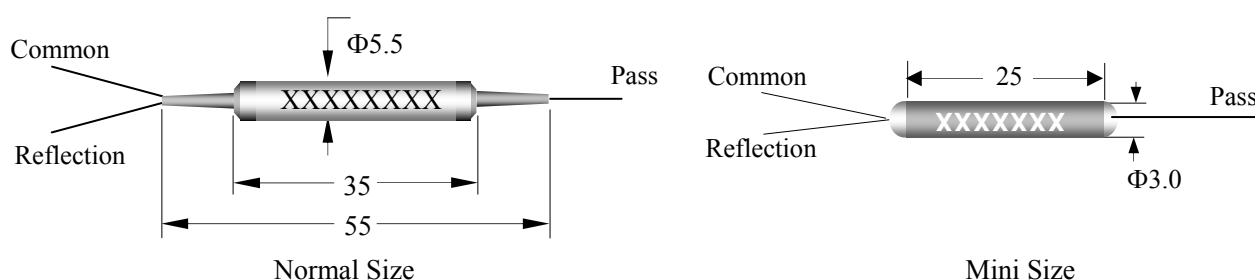 Common
Reflection
Φ5.5
XXXXXXXX
Pass
35
55
Normal Size
Common
Reflection
25
XXXXXXX
Pass
Φ3.0
Mini Size